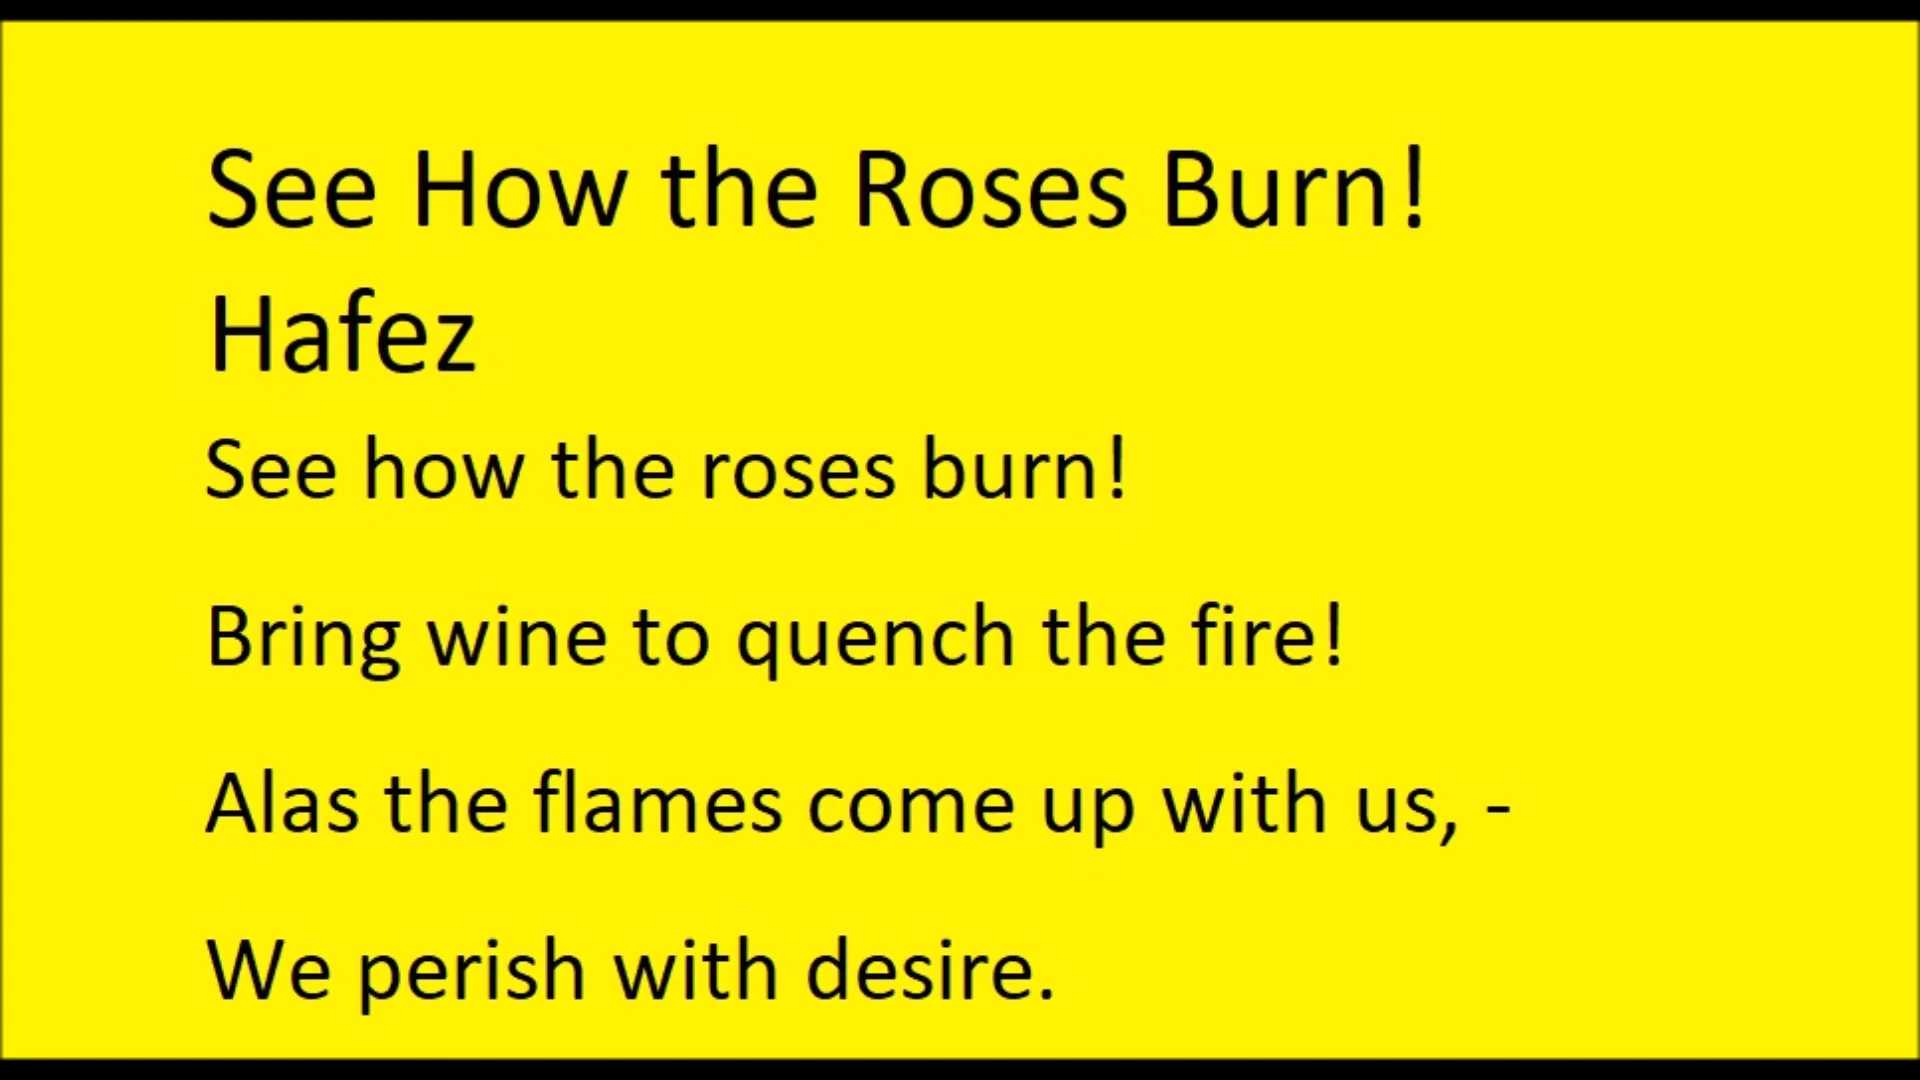 See How the Roses Burn!
Hafez
See how the roses burn!
Bring wine to quench the fire!
Alas the flames come up with us, -
We perish with desire.